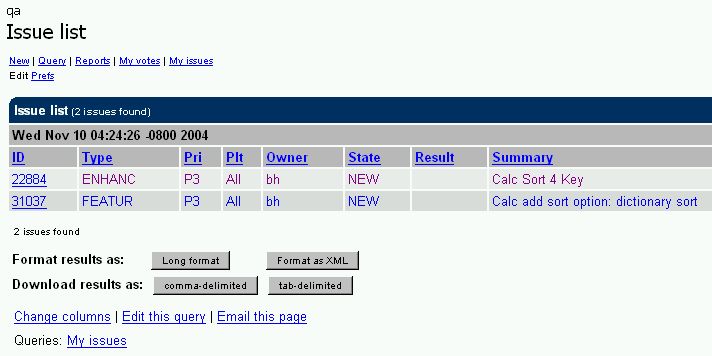 qa
Issue list
New | Query | Reports | My votes | My issues
Edit Prefs
Issue list (2 issues found)
Wed Nov 10 04:24:26 -0800 2004
ID Type Pri Plt Owner State Result Summary
22884 ENHANC P3 All bh NEW Calc Sort 4 Key
31037 FEATUR P3 All bh NEW Calc add sort option: dictionary sort
2 issues found
Format results as: Long format Format as XML
Download results as: comma-delimited tab-delimited
Change columns | Edit this query | Email this page
Queries: My issues